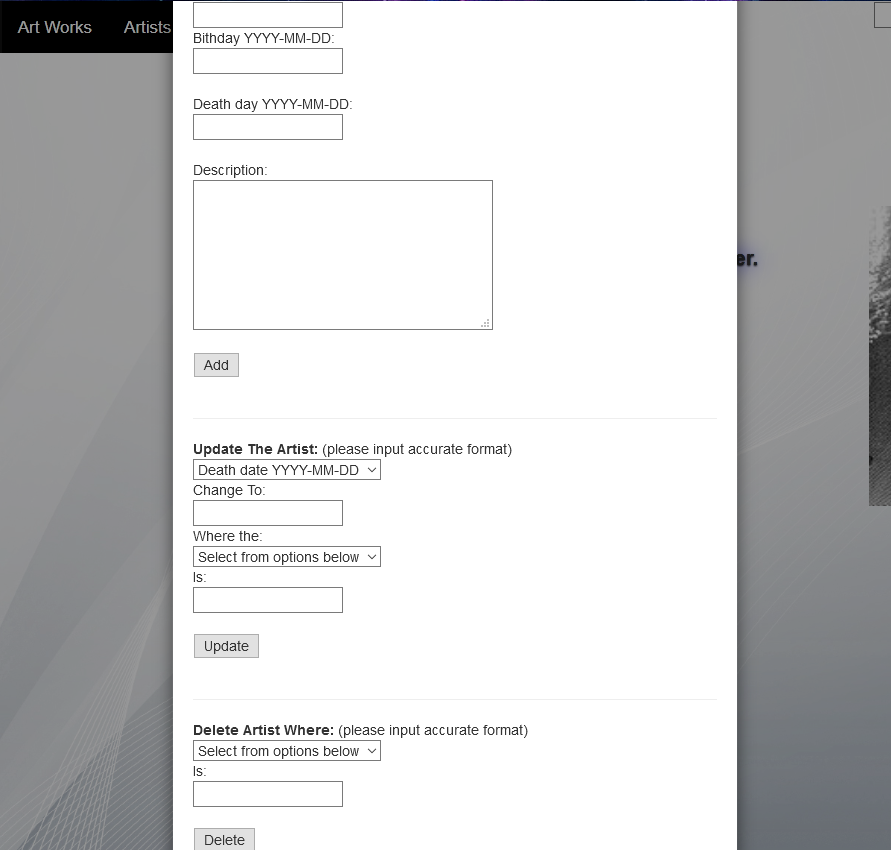 Art Works Artists
Bithday YYYY-MM-DD:
Death day YYYY-MM-DD:
Description:
er.
Add
Update The Artist: (please input accurate format)
Death date YYYY-MM-DD
Change To:
Where the:
Select from options below
Is:
Update
Delete Artist Where: (please input accurate format)
Select from options below
Is:
Delete